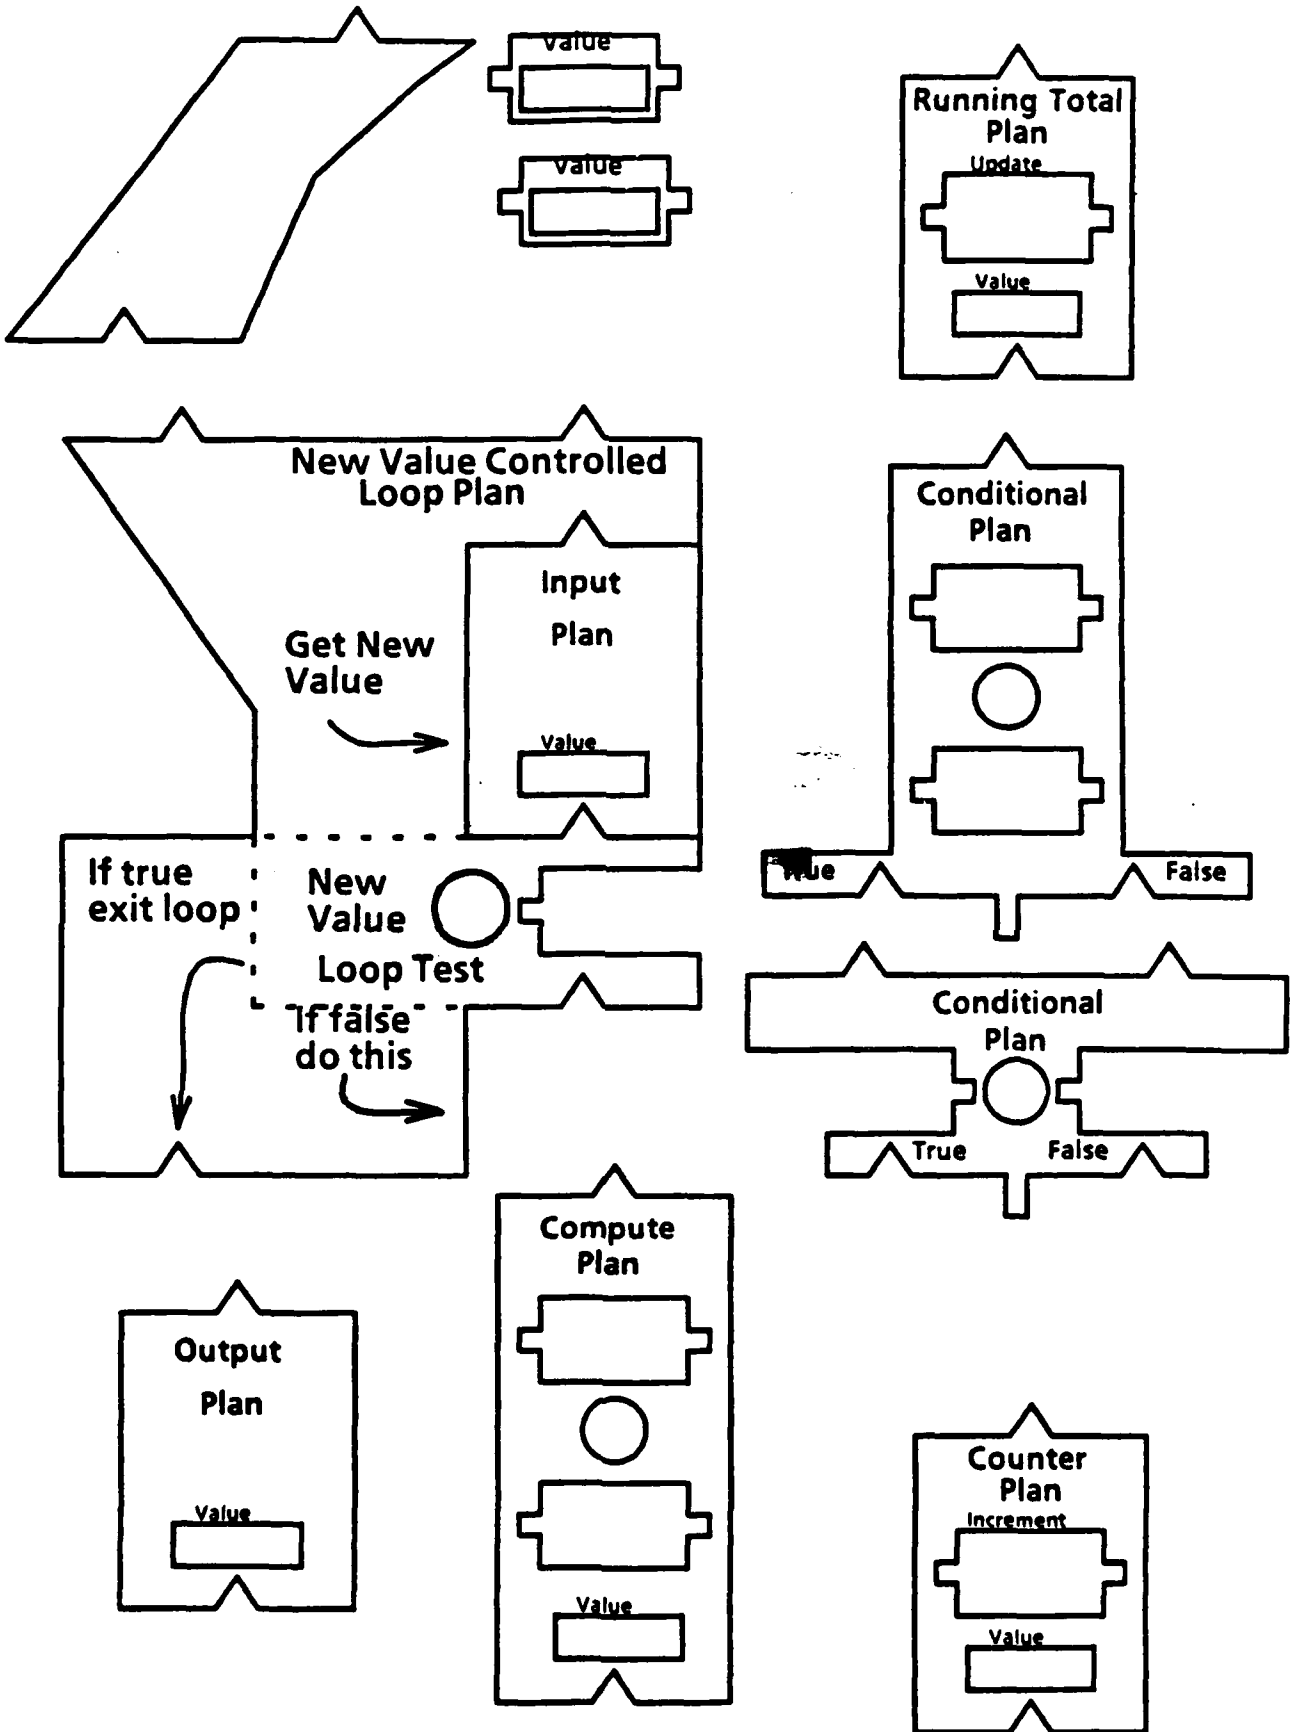 Value
Value
Running Total
Plan
Update
Value
New Value Controlled
Loop Plan
Input
Plan
Get New
Value
Value
If true
exit loop
New
Value
Loop Test
If false
do this
Conditional
Plan
True
False
Conditional
Plan
True
False
Compute
Plan
Value
Output
Plan
Value
Counter
Plan
Increment
Value